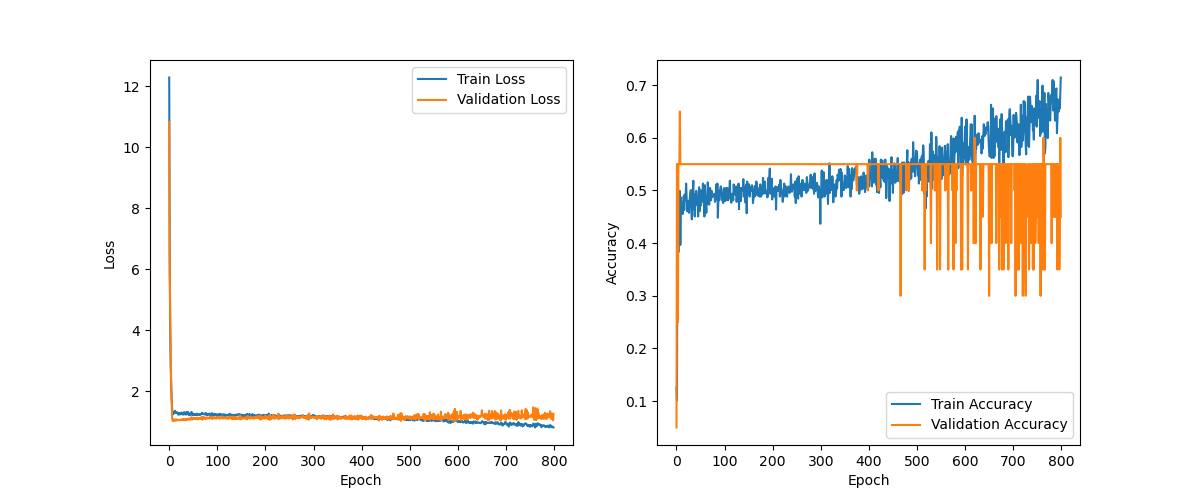 12
10
8
6
4
2
Loss
0 100 200 300 400 500 600 700 800
Epoch
Train Loss
Validation Loss
0.7
0.6
0.5
0.4
0.3
0.2
0.1
Accuracy
0 100 200 300 400 500 600 700 800
Epoch
Train Accuracy
Validation Accuracy